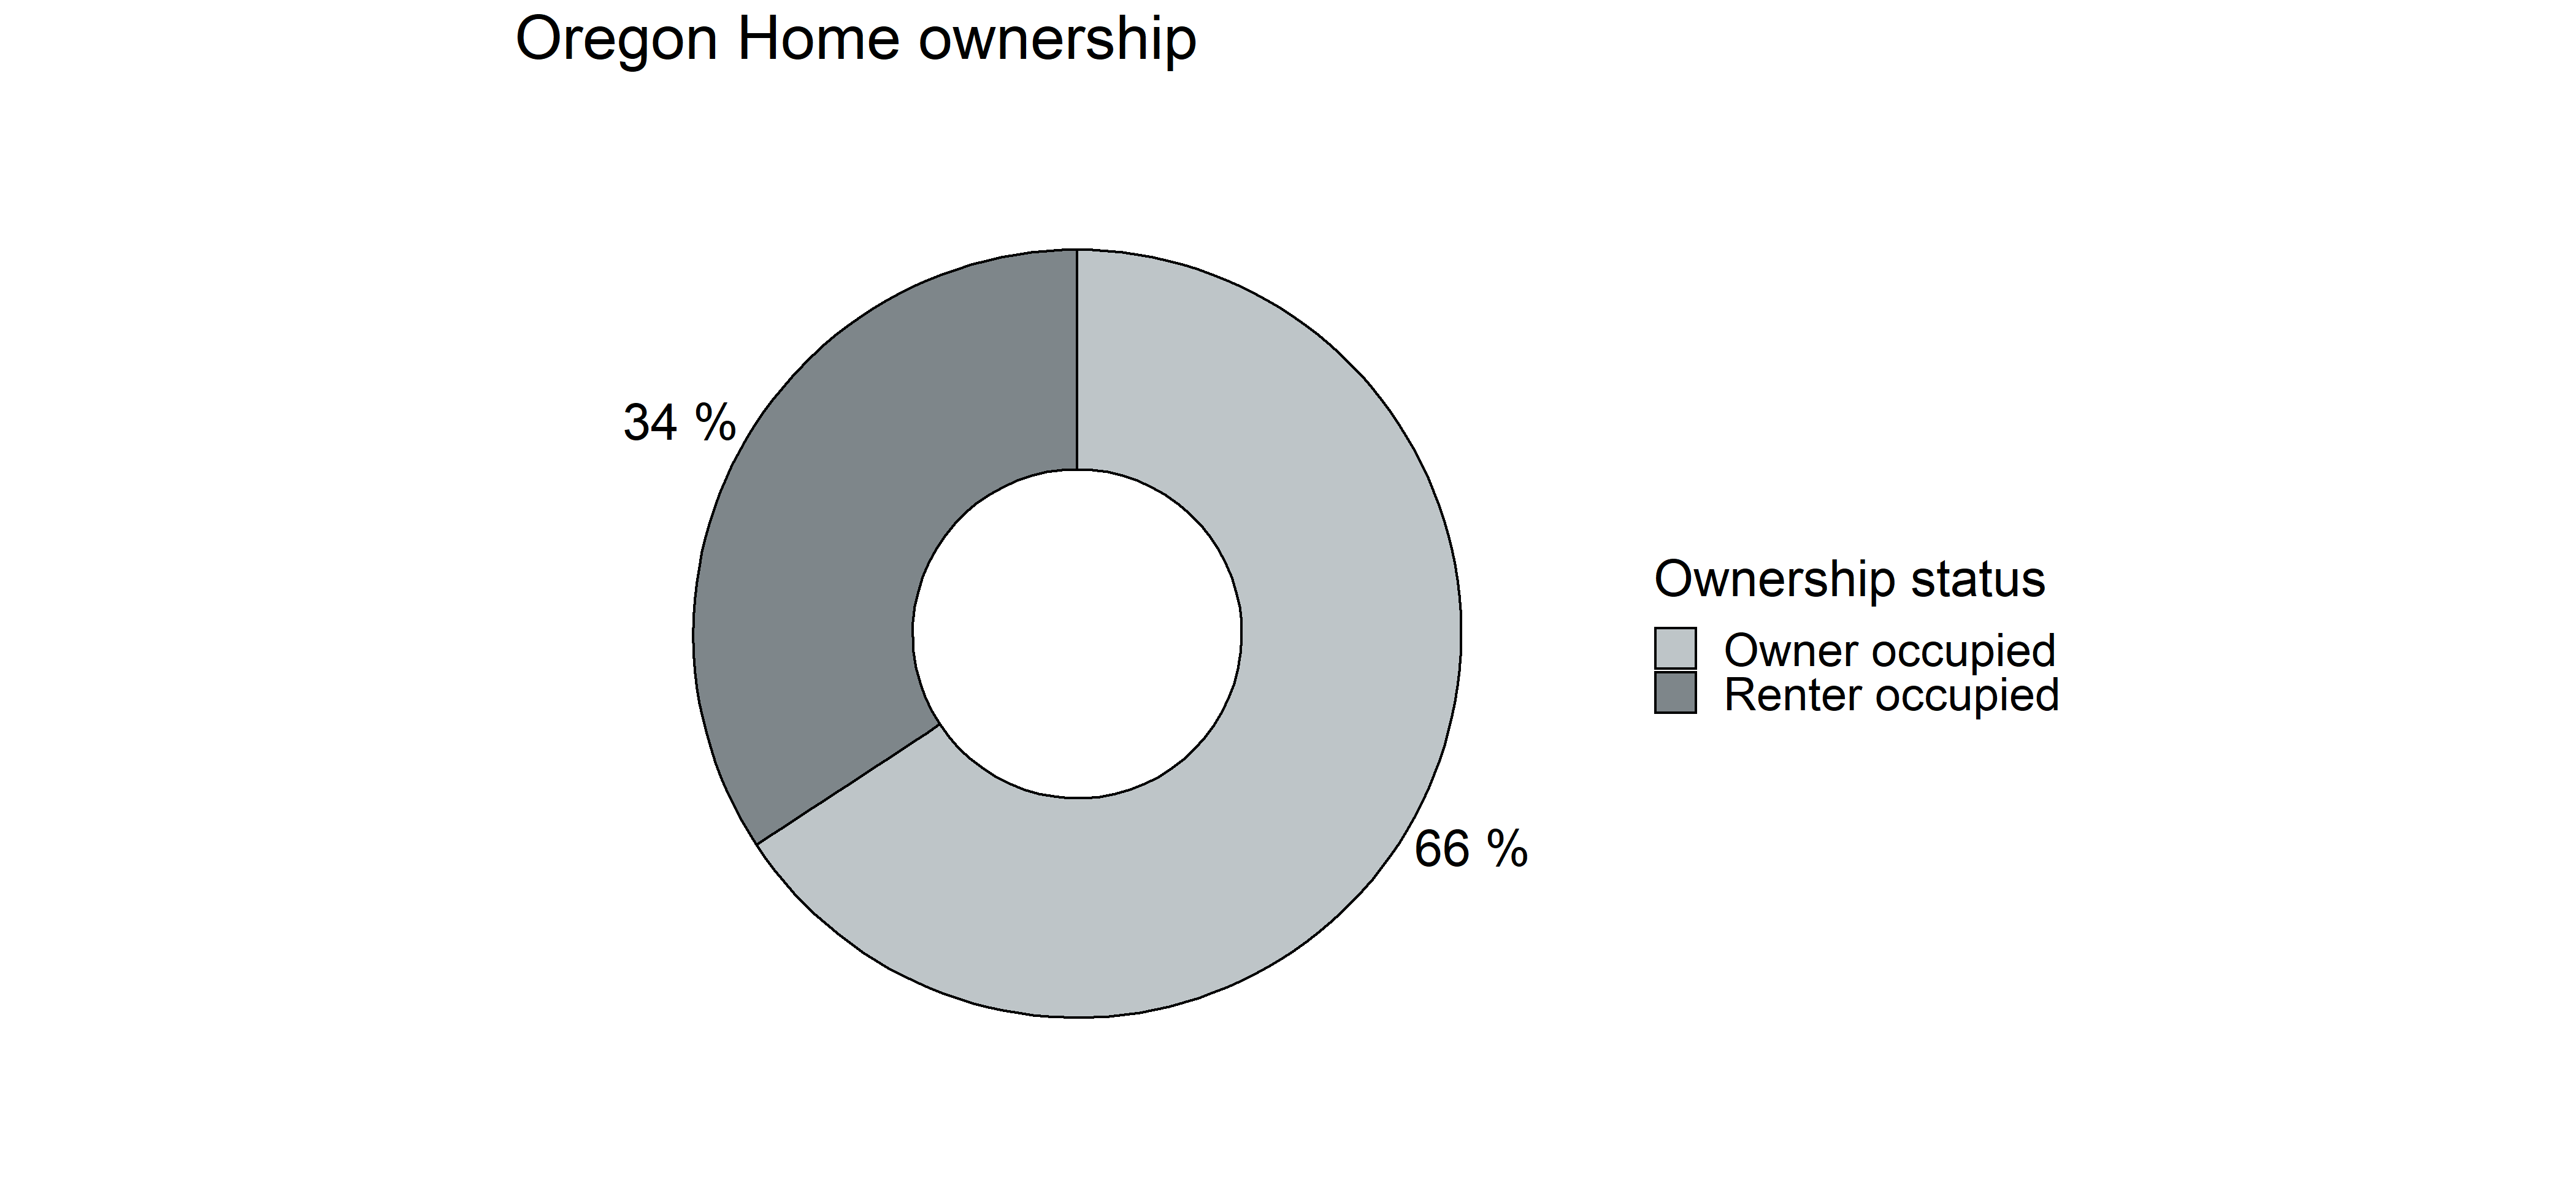 Oregon Home ownership
34 %
66 %
Ownership status
Owner occupied
Renter occupied